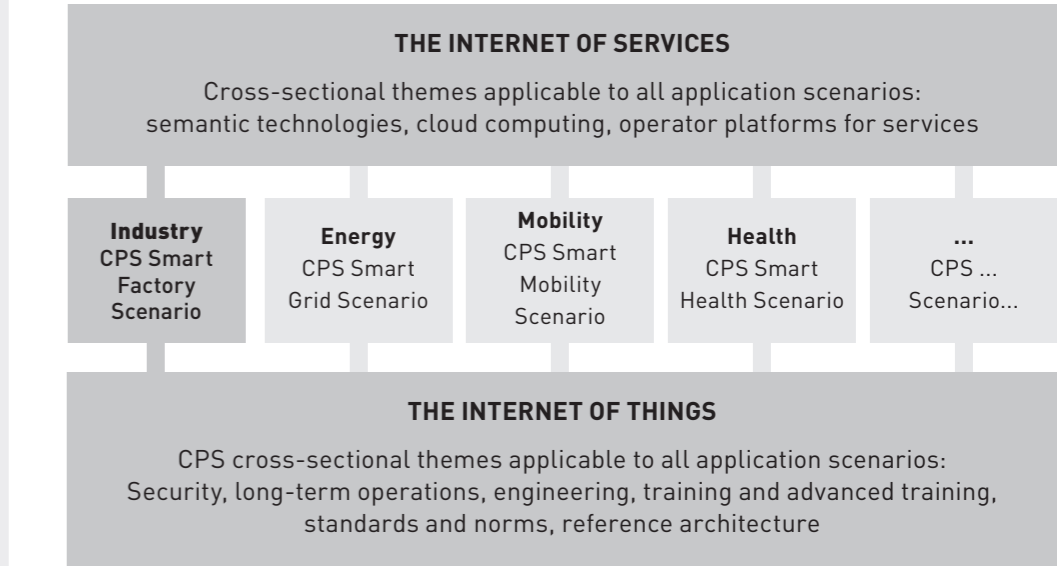 THE INTERNET OF SERVICES
Cross-sectional themes applicable to all application scenarios:
semantic technologies, cloud computing, operator platforms for services
Industry
CPS Smart
Factory
Scenario
Energy
CPS Smart
Grid Scenario
Mobility
CPS Smart
Mobility
Scenario
Health
CPS Smart
Health Scenario
...
CPS ...
Scenario...
THE INTERNET OF THINGS
CPS cross-sectional themes applicable to all application scenarios:
Security, long-term operations, engineering, training and advanced training,
standards and norms, reference architecture